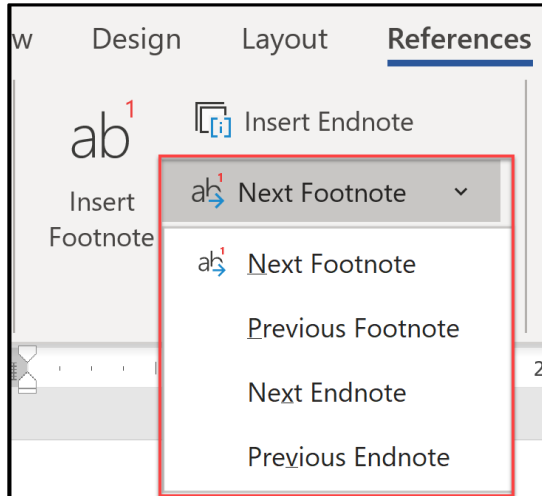 w Design Layout References
ab1
Insert Footnote
[i] Insert Endnote
ab1 Next Footnote
ab1 Next Footnote
Previous Footnote
Next Endnote
Previous Endnote
2